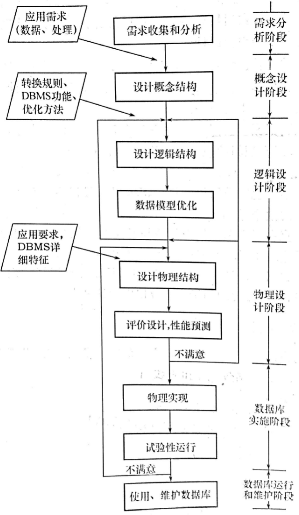 应用需求
(数据、处理)
需求收集和分析
需求分
析阶段
设计概念结构
概念设
计阶段
转换规则、
DBMS功能、
优化方法
设计逻辑结构
数据模型优化
逻辑设
计阶段
应用要求,
DBMS详
细特征
设计物理结构
评价设计,性能预测
不满意
物理设
计阶段
物理实现
试验性运行
不满意
数据库
实施阶段
使用、维护数据库
数据库运行
和维护阶段